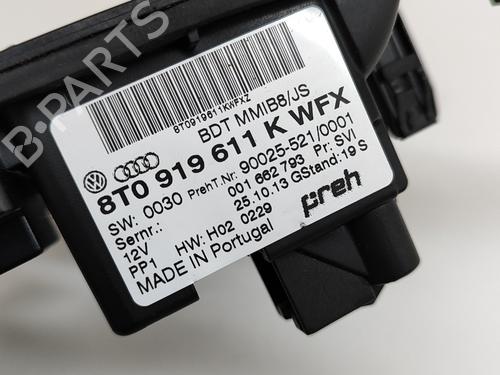 B-PARTS
8T0919611KWFXZ
BDT MMIB8/JS
8T0 919 611 K WFX
SW: 0030 PrehT.Nr: 90025-521/0001
Sernr.: 001 662 793 Pr: SVI
12V 25.10.13 GStand: 19 S
PP1 HW: H02 0229
MADE IN Portugal
preh